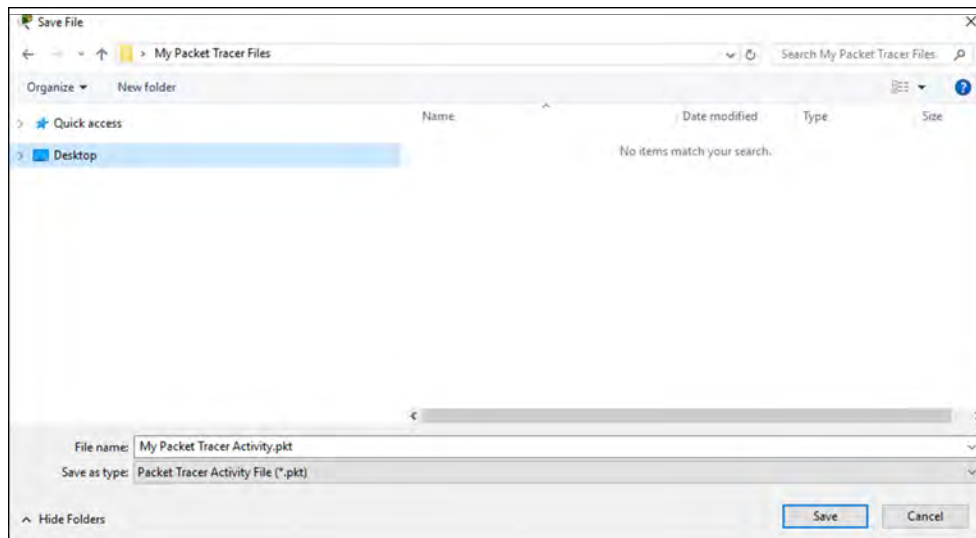 Save File
My Packet Tracer Files
Search My Packet Tracer Files
Organize
New folder
Name
Date modified
Type
Size
Quick access
Desktop
No items match your search.
File name: My Packet Tracer Activity.pkt
Save as type: Packet Tracer Activity File (*.pkt)
Hide Folders
Save
Cancel